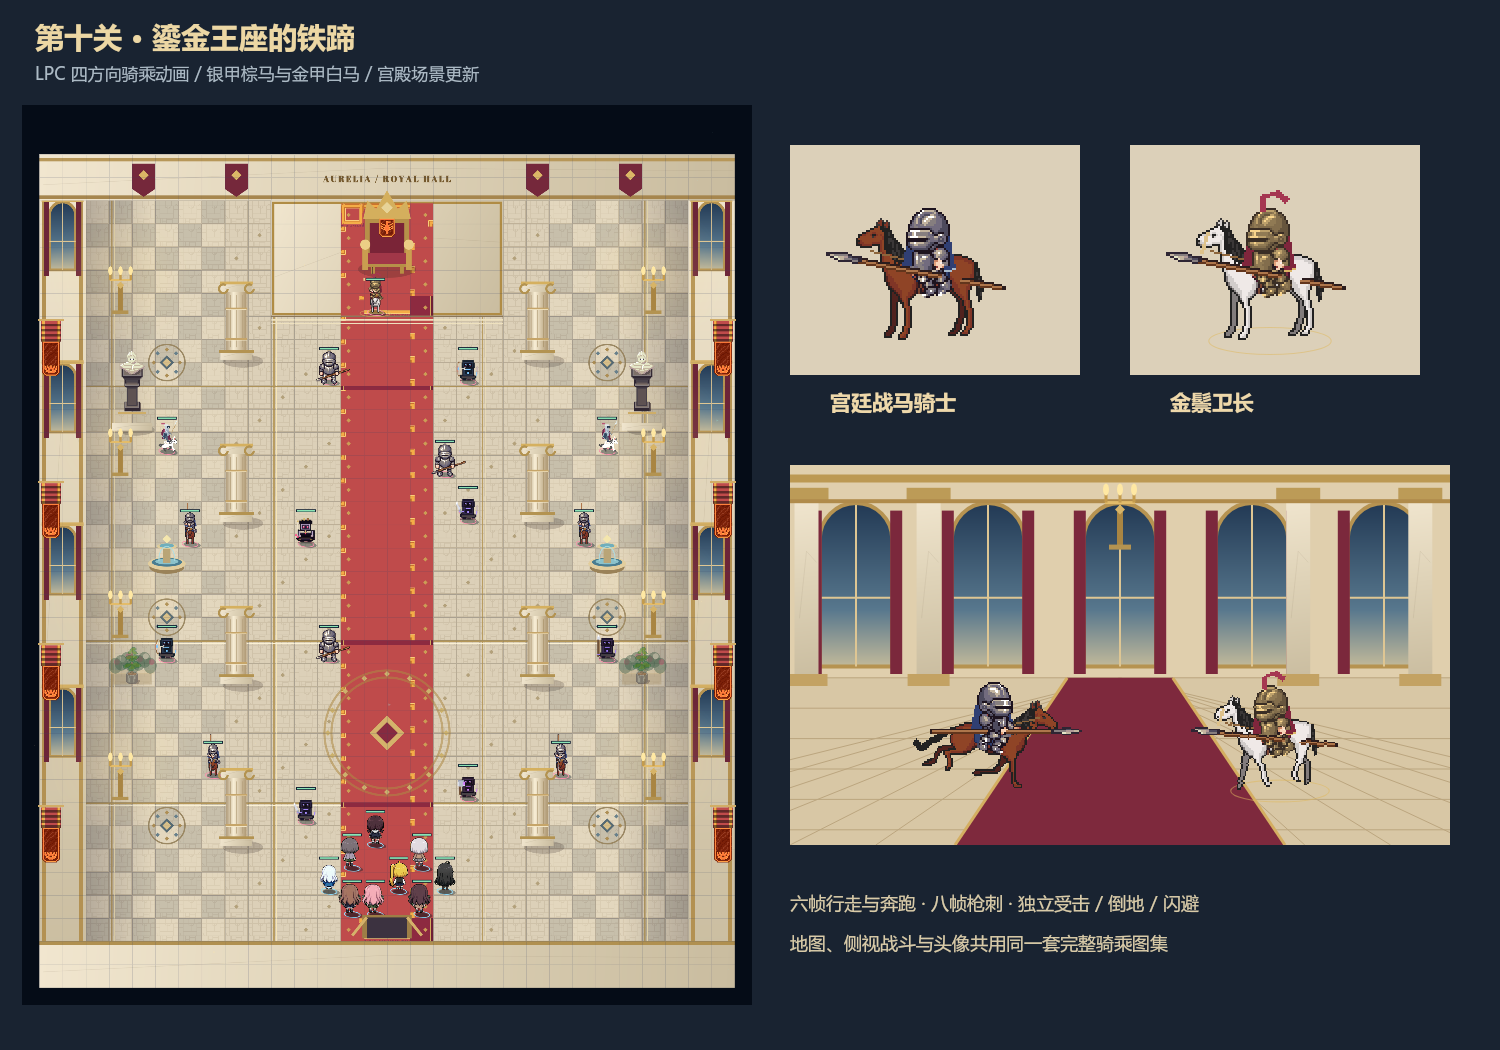 第十关·鎏金王座的铁蹄
LPC 四方向骑乘动画 / 银甲棕马与金甲白马 / 宫殿场景更新
AURELIA / ROYAL HALL
宫廷战马骑士
金鬃卫长
六帧行走与奔跑 · 八帧枪刺 · 独立受击 / 倒地 / 闪避
地图、侧视战斗与头像共用同一套完整骑乘图集